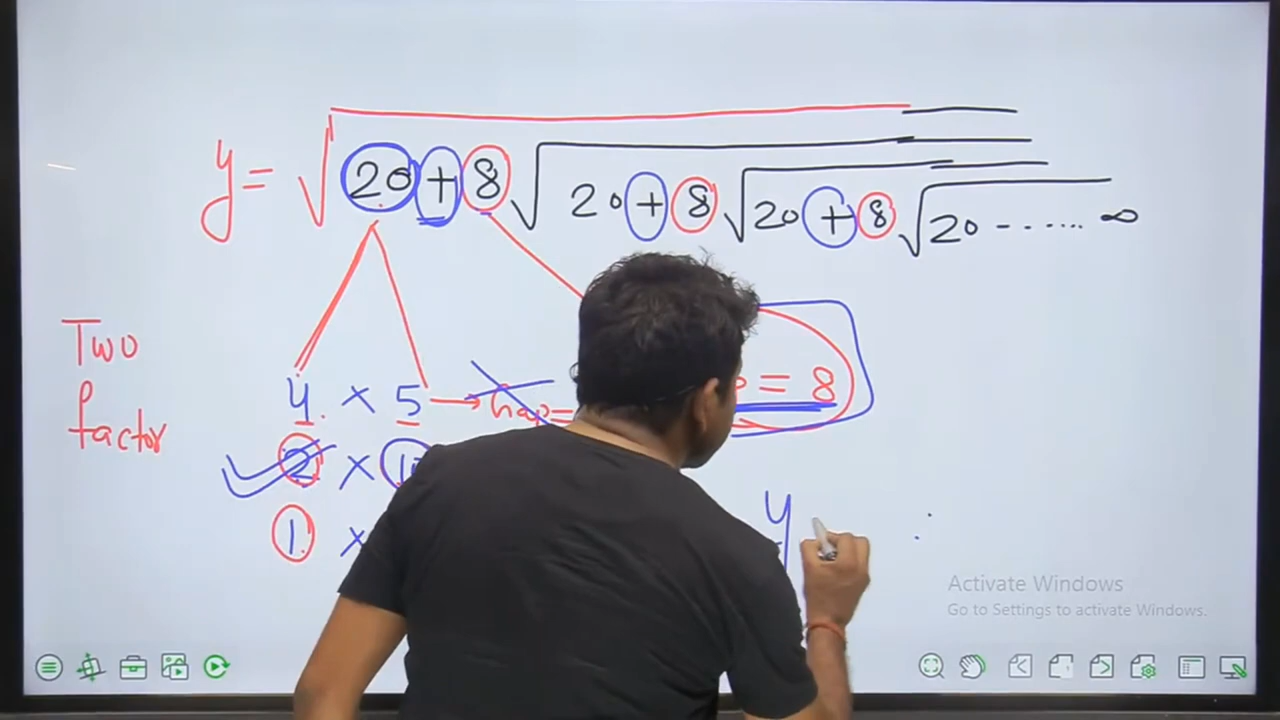 y = √20 + 8 √20 + 8 √20 + 8 √20 ------ ∞
Two
factor
4 × 5 → gap = = 8
2 × 10
1 ×
y
Activate Windows
Go to Settings to activate Windows.